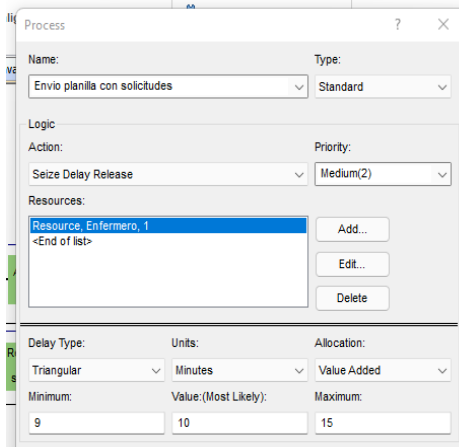 Process
Name: Type:
Envio planilla con solicitudes Standard
Logic
Action: Priority:
Seize Delay Release Medium(2)
Resources:
Resource, Enfermero, 1
<End of list>
Add...
Edit...
Delete
Delay Type: Units: Allocation:
Triangular Minutes Value Added
Minimum: Value:(Most Likely): Maximum:
9 10 15